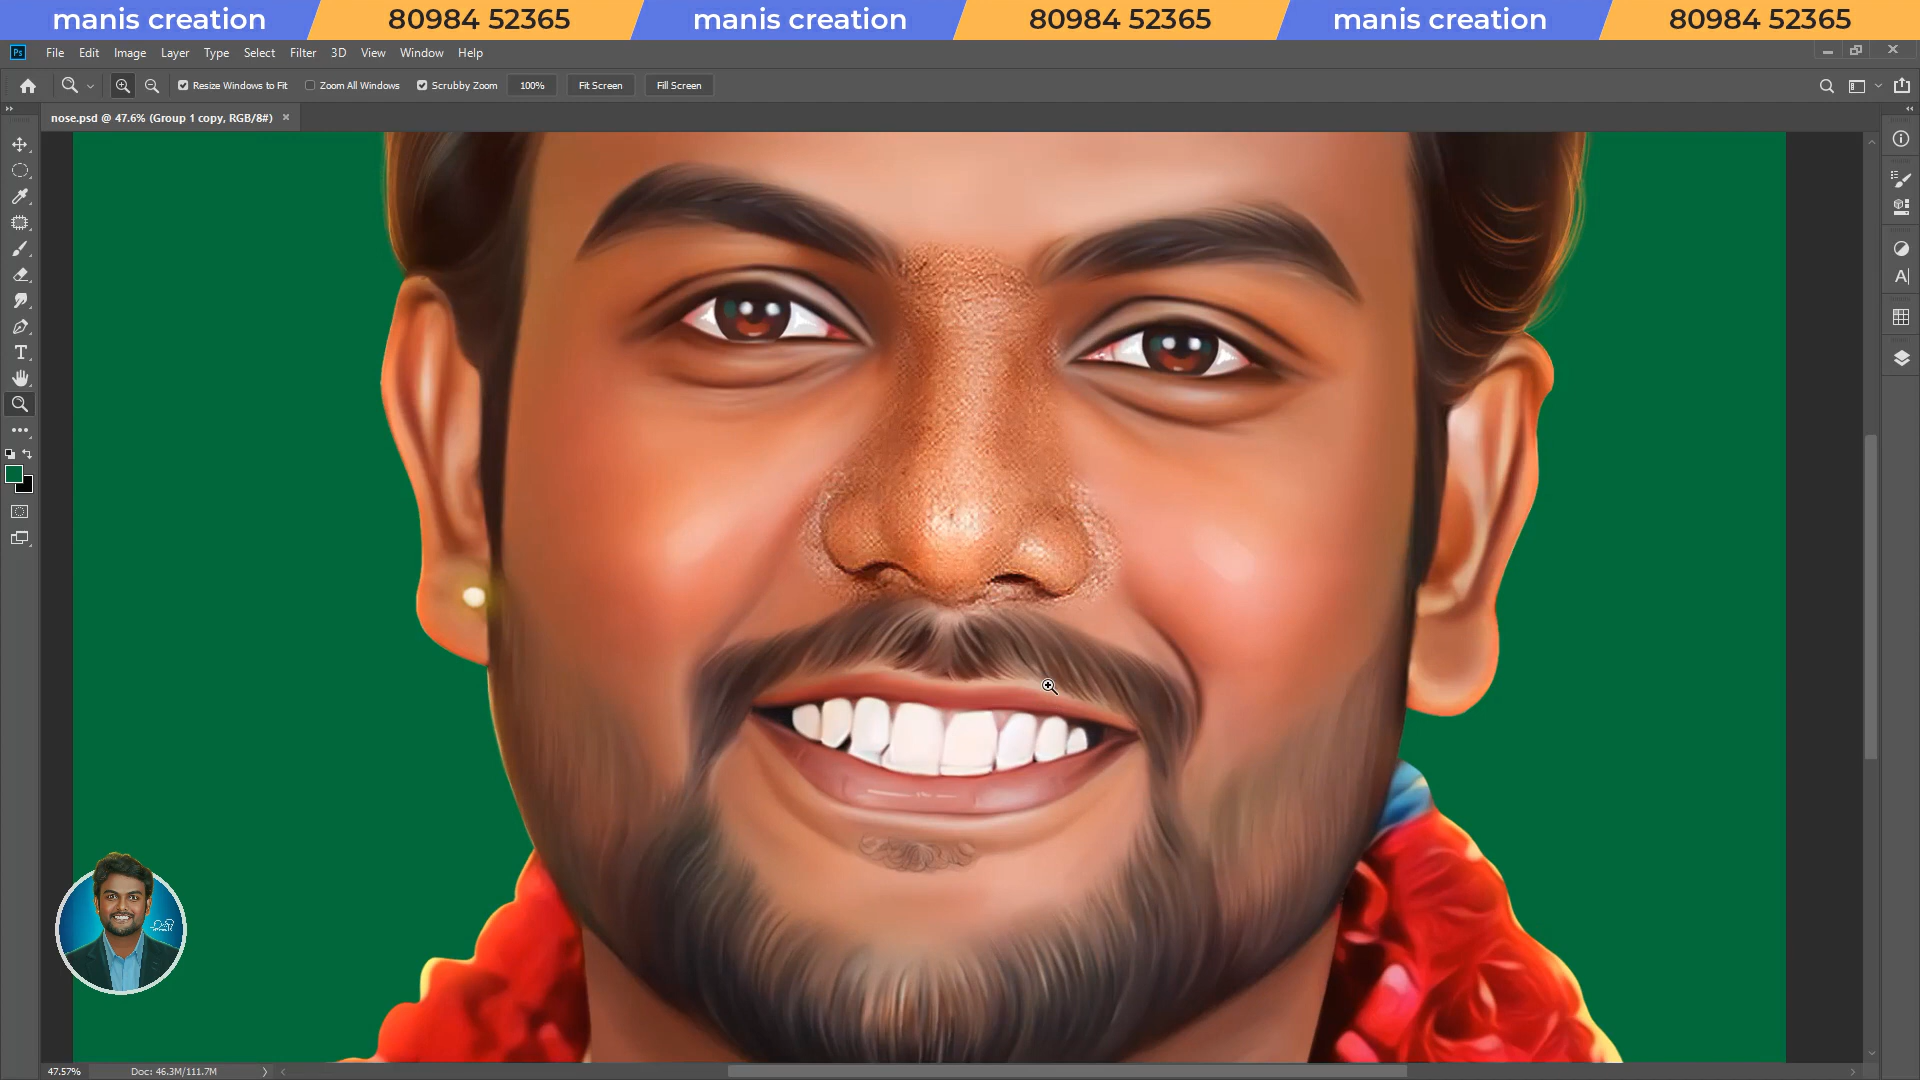 manis creation 80984 52365 manis creation 80984 52365 manis creation 80984 52365
Ps File Edit Image Layer Type Select Filter 3D View Window Help
Resize Windows to Fit Zoom All Windows Scrubby Zoom 100% Fit Screen Fill Screen
nose.psd @ 47.6% (Group 1 copy, RGB/8#) ×
47.57% Doc: 46.3M/111.7M